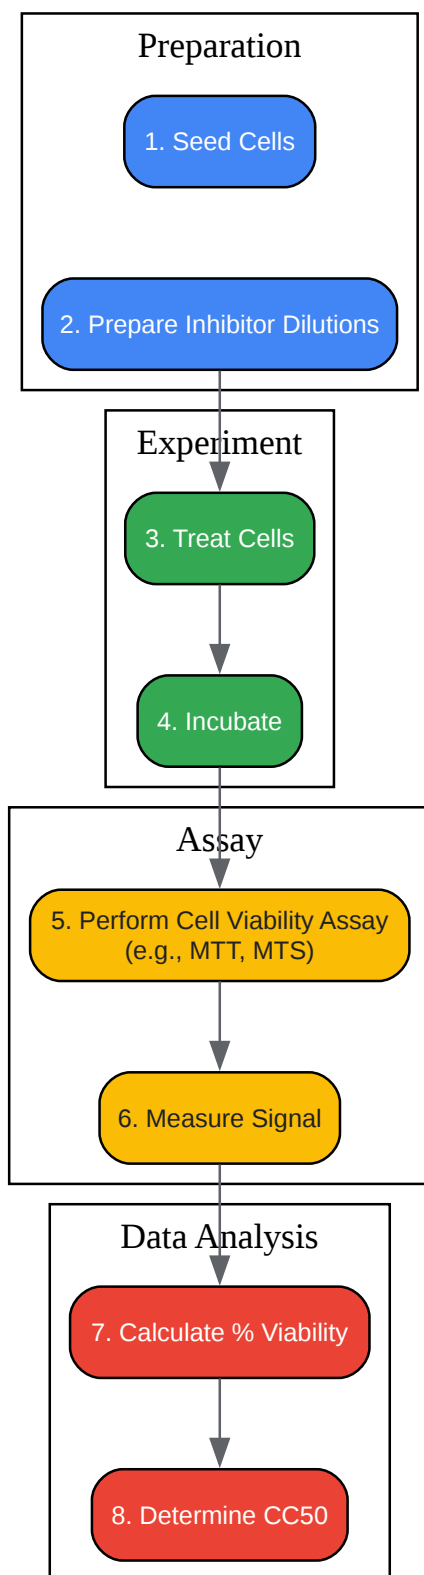 Preparation
1. Seed Cells
2. Prepare Inhibitor Dilutions
Experiment
3. Treat Cells
4. Incubate
Assay
5. Perform Cell Viability Assay
(e.g., MTT, MTS)
6. Measure Signal
Data Analysis
7. Calculate % Viability
8. Determine CC50